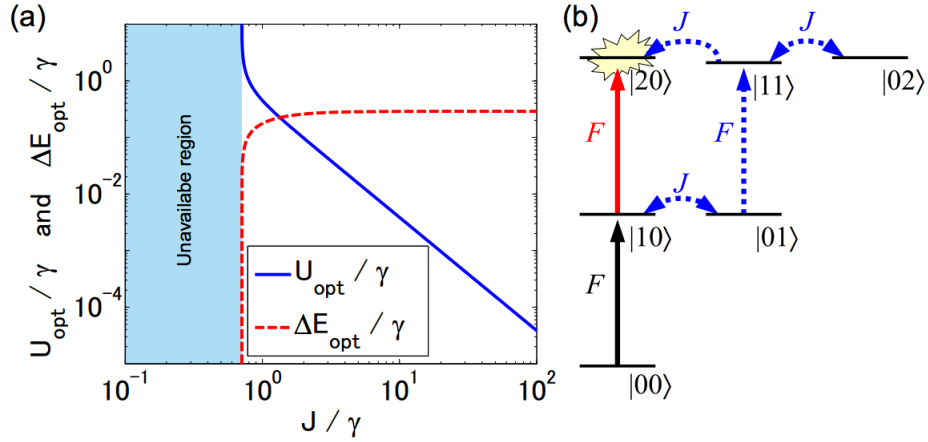 (a)
U_opt / γ and ΔE_opt / γ
10^0
10^-2
10^-4
Unavailabe region
U_opt / γ
ΔE_opt / γ
10^-1 10^0 10^1 10^2
J / γ
(b)
J J
|20⟩ |11⟩ |02⟩
F F
J
|10⟩ |01⟩
F
|00⟩